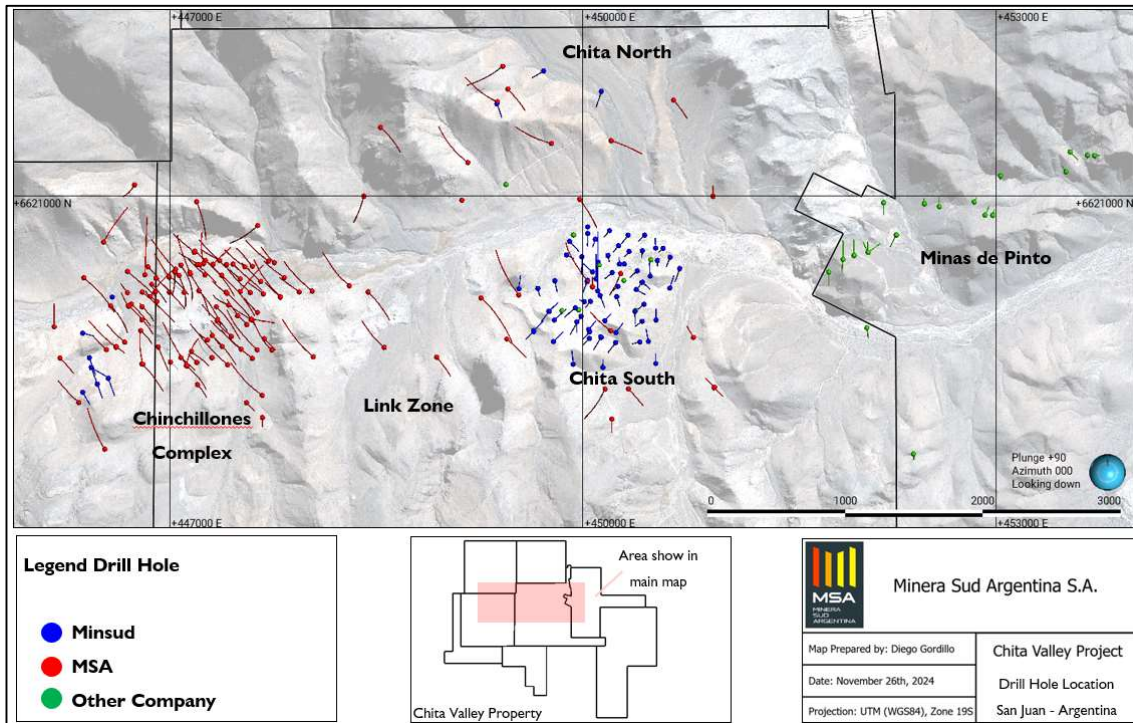 +447000 E
+450000 E
+453000 E
Chita North
+6621000 N
+6621000 N
Minas de Pinto
Chita South
Link Zone
Chinchillones
Complex
Plunge +90
Azimuth 000
Looking down
0
1000
2000
3000
+447000 E
+450000 E
+453000 E
Legend Drill Hole
Minsud
MSA
Other Company
Area show in
main map
Chita Valley Property
MSA
MINERA
SUD
ARGENTINA
Minera Sud Argentina S.A.
Map Prepared by: Diego Gordillo
Date: November 26th, 2024
Projection: UTM (WGS84), Zone 19S
Chita Valley Project
Drill Hole Location
San Juan - Argentina